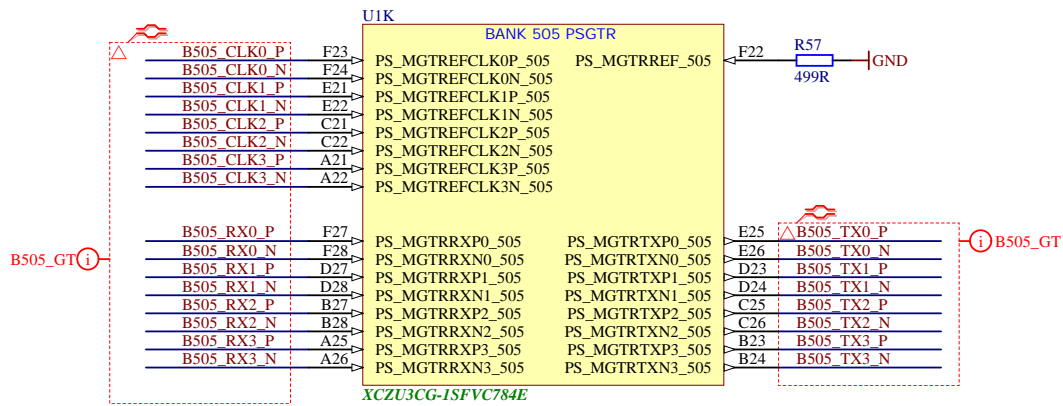 U1K
BANK 505 PSGTR
B505_CLK0_P F23 PS_MGTREFCLK0P_505 PS_MGTRREF_505 F22 R57 GND
499R
B505_CLK0_N F24 PS_MGTREFCLK0N_505
B505_CLK1_P E21 PS_MGTREFCLK1P_505
B505_CLK1_N E22 PS_MGTREFCLK1N_505
B505_CLK2_P C21 PS_MGTREFCLK2P_505
B505_CLK2_N C22 PS_MGTREFCLK2N_505
B505_CLK3_P A21 PS_MGTREFCLK3P_505
B505_CLK3_N A22 PS_MGTREFCLK3N_505
B505_RX0_P F27 PS_MGTRRXP0_505 PS_MGTRTXP0_505 E25 B505_TX0_P
B505_GT i B505_RX0_N F28 PS_MGTRRXN0_505 PS_MGTRTXN0_505 E26 B505_TX0_N i B505_GT
B505_RX1_P D27 PS_MGTRRXP1_505 PS_MGTRTXP1_505 D23 B505_TX1_P
B505_RX1_N D28 PS_MGTRRXN1_505 PS_MGTRTXN1_505 D24 B505_TX1_N
B505_RX2_P B27 PS_MGTRRXP2_505 PS_MGTRTXP2_505 C25 B505_TX2_P
B505_RX2_N B28 PS_MGTRRXN2_505 PS_MGTRTXN2_505 C26 B505_TX2_N
B505_RX3_P A25 PS_MGTRRXP3_505 PS_MGTRTXP3_505 B23 B505_TX3_P
B505_RX3_N A26 PS_MGTRRXN3_505 PS_MGTRTXN3_505 B24 B505_TX3_N
XCZU3CG-1SFVC784E